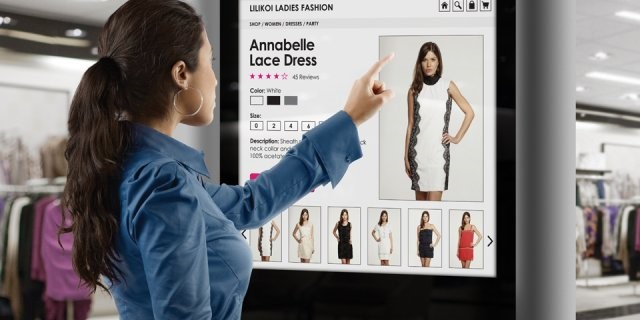 LILIKOI LADIES FASHION
SHOP / WOMEN / DRESSES / PARTY
Annabelle
Lace Dress
45 Reviews
Color: White
Size:
0 2 4 6
Description:
neck collar and
100%